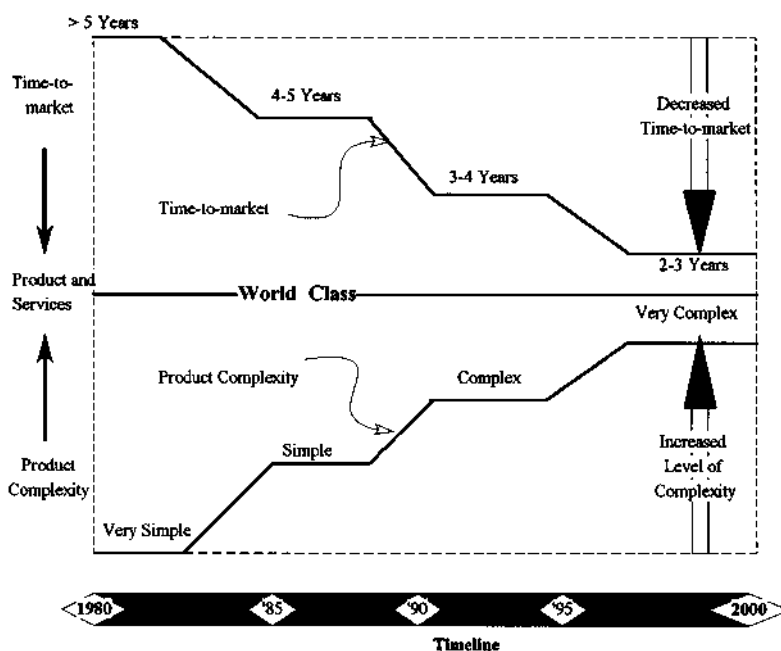 > 5 Years
Time-to-
market
4-5 Years
Decreased
Time-to-market
3-4 Years
Time-to-market
2-3 Years
Product and
Services
World Class
Very Complex
Product Complexity
Complex
Simple
Increased
Level of
Complexity
Product
Complexity
Very Simple
1980
'85
'90
'95
2000
Timeline